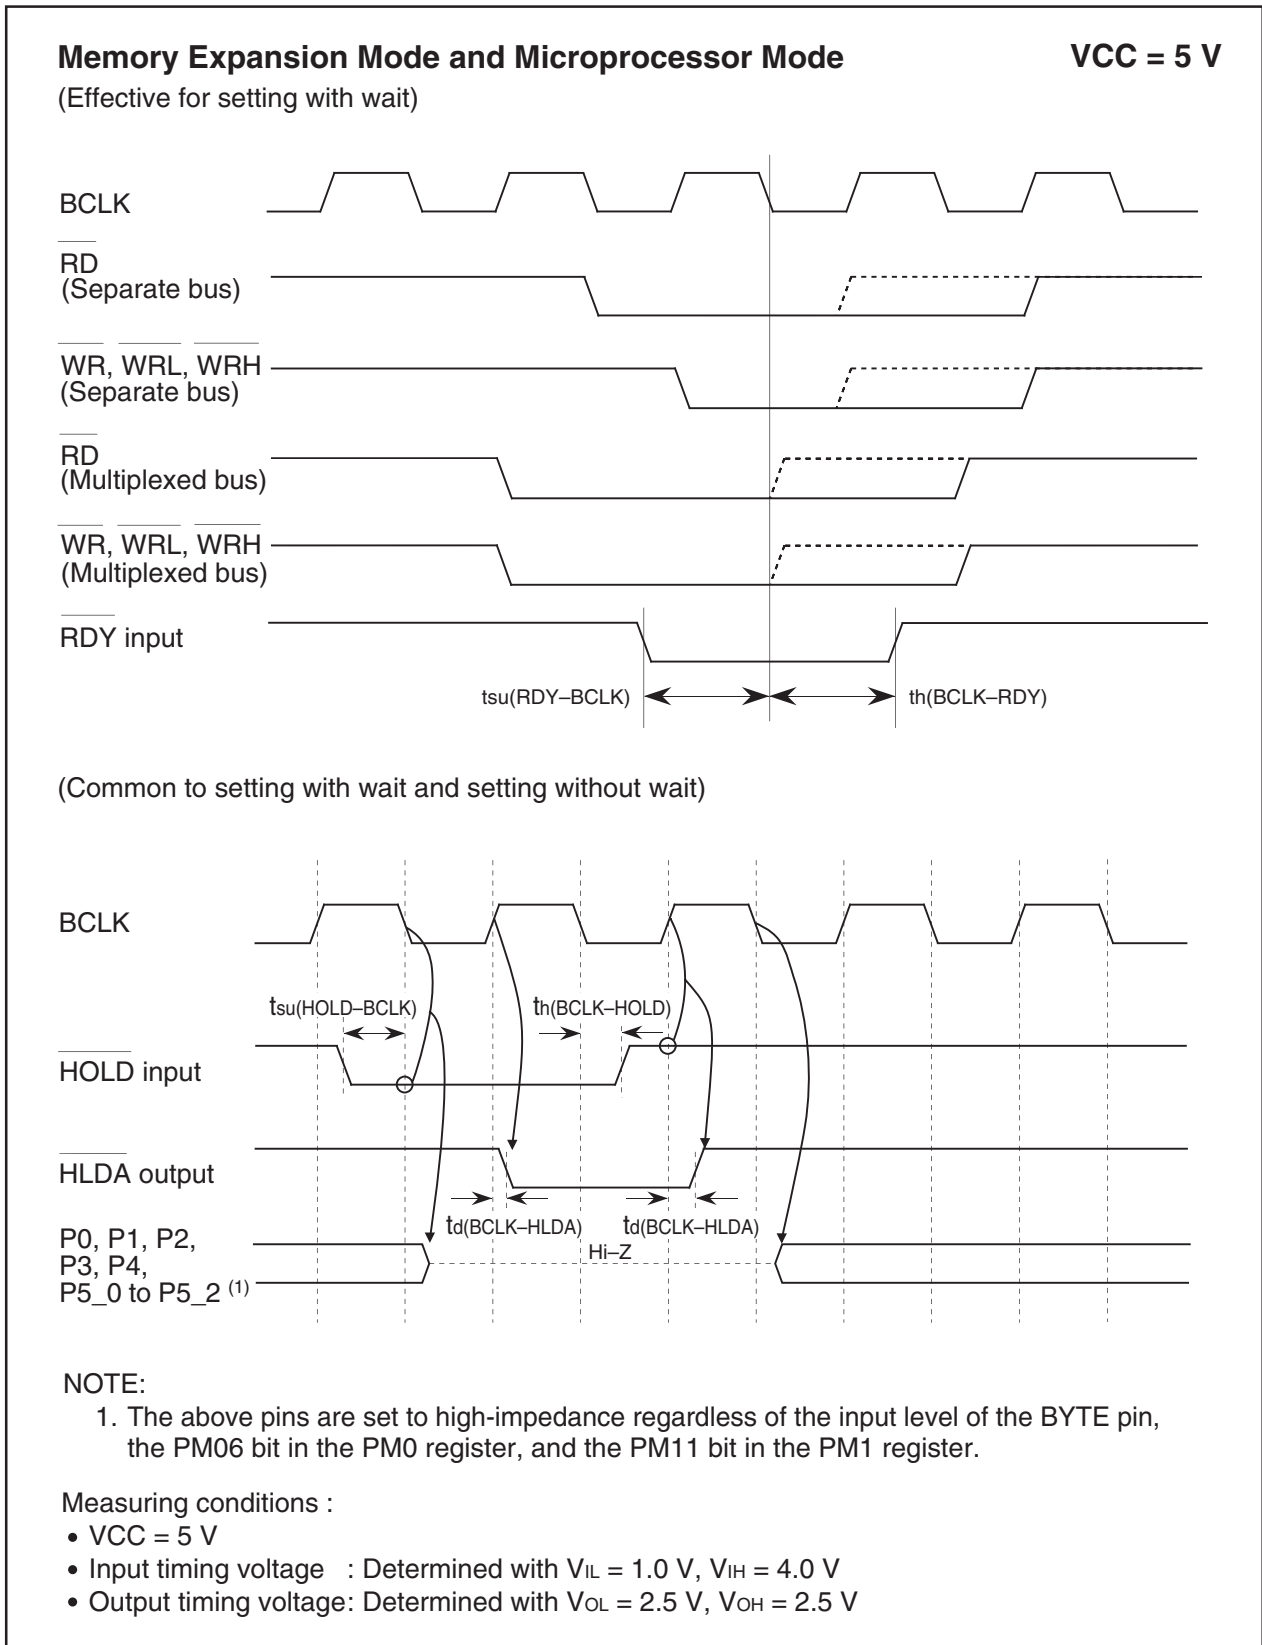 Memory Expansion Mode and Microprocessor Mode VCC = 5 V
(Effective for setting with wait)
BCLK
RD
(Separate bus)
WR, WRL, WRH
(Separate bus)
RD
(Multiplexed bus)
WR, WRL, WRH
(Multiplexed bus)
RDY input
tsu(RDY–BCLK) th(BCLK–RDY)
(Common to setting with wait and setting without wait)
BCLK
tsu(HOLD–BCLK) th(BCLK–HOLD)
HOLD input
HLDA output
td(BCLK–HLDA) td(BCLK–HLDA)
P0, P1, P2,
Hi–Z
P3, P4,
P5_0 to P5_2 (1)
NOTE:
1. The above pins are set to high-impedance regardless of the input level of the BYTE pin,
the PM06 bit in the PM0 register, and the PM11 bit in the PM1 register.
Measuring conditions :
• VCC = 5 V
• Input timing voltage : Determined with VIL = 1.0 V, VIH = 4.0 V
• Output timing voltage: Determined with VOL = 2.5 V, VOH = 2.5 V